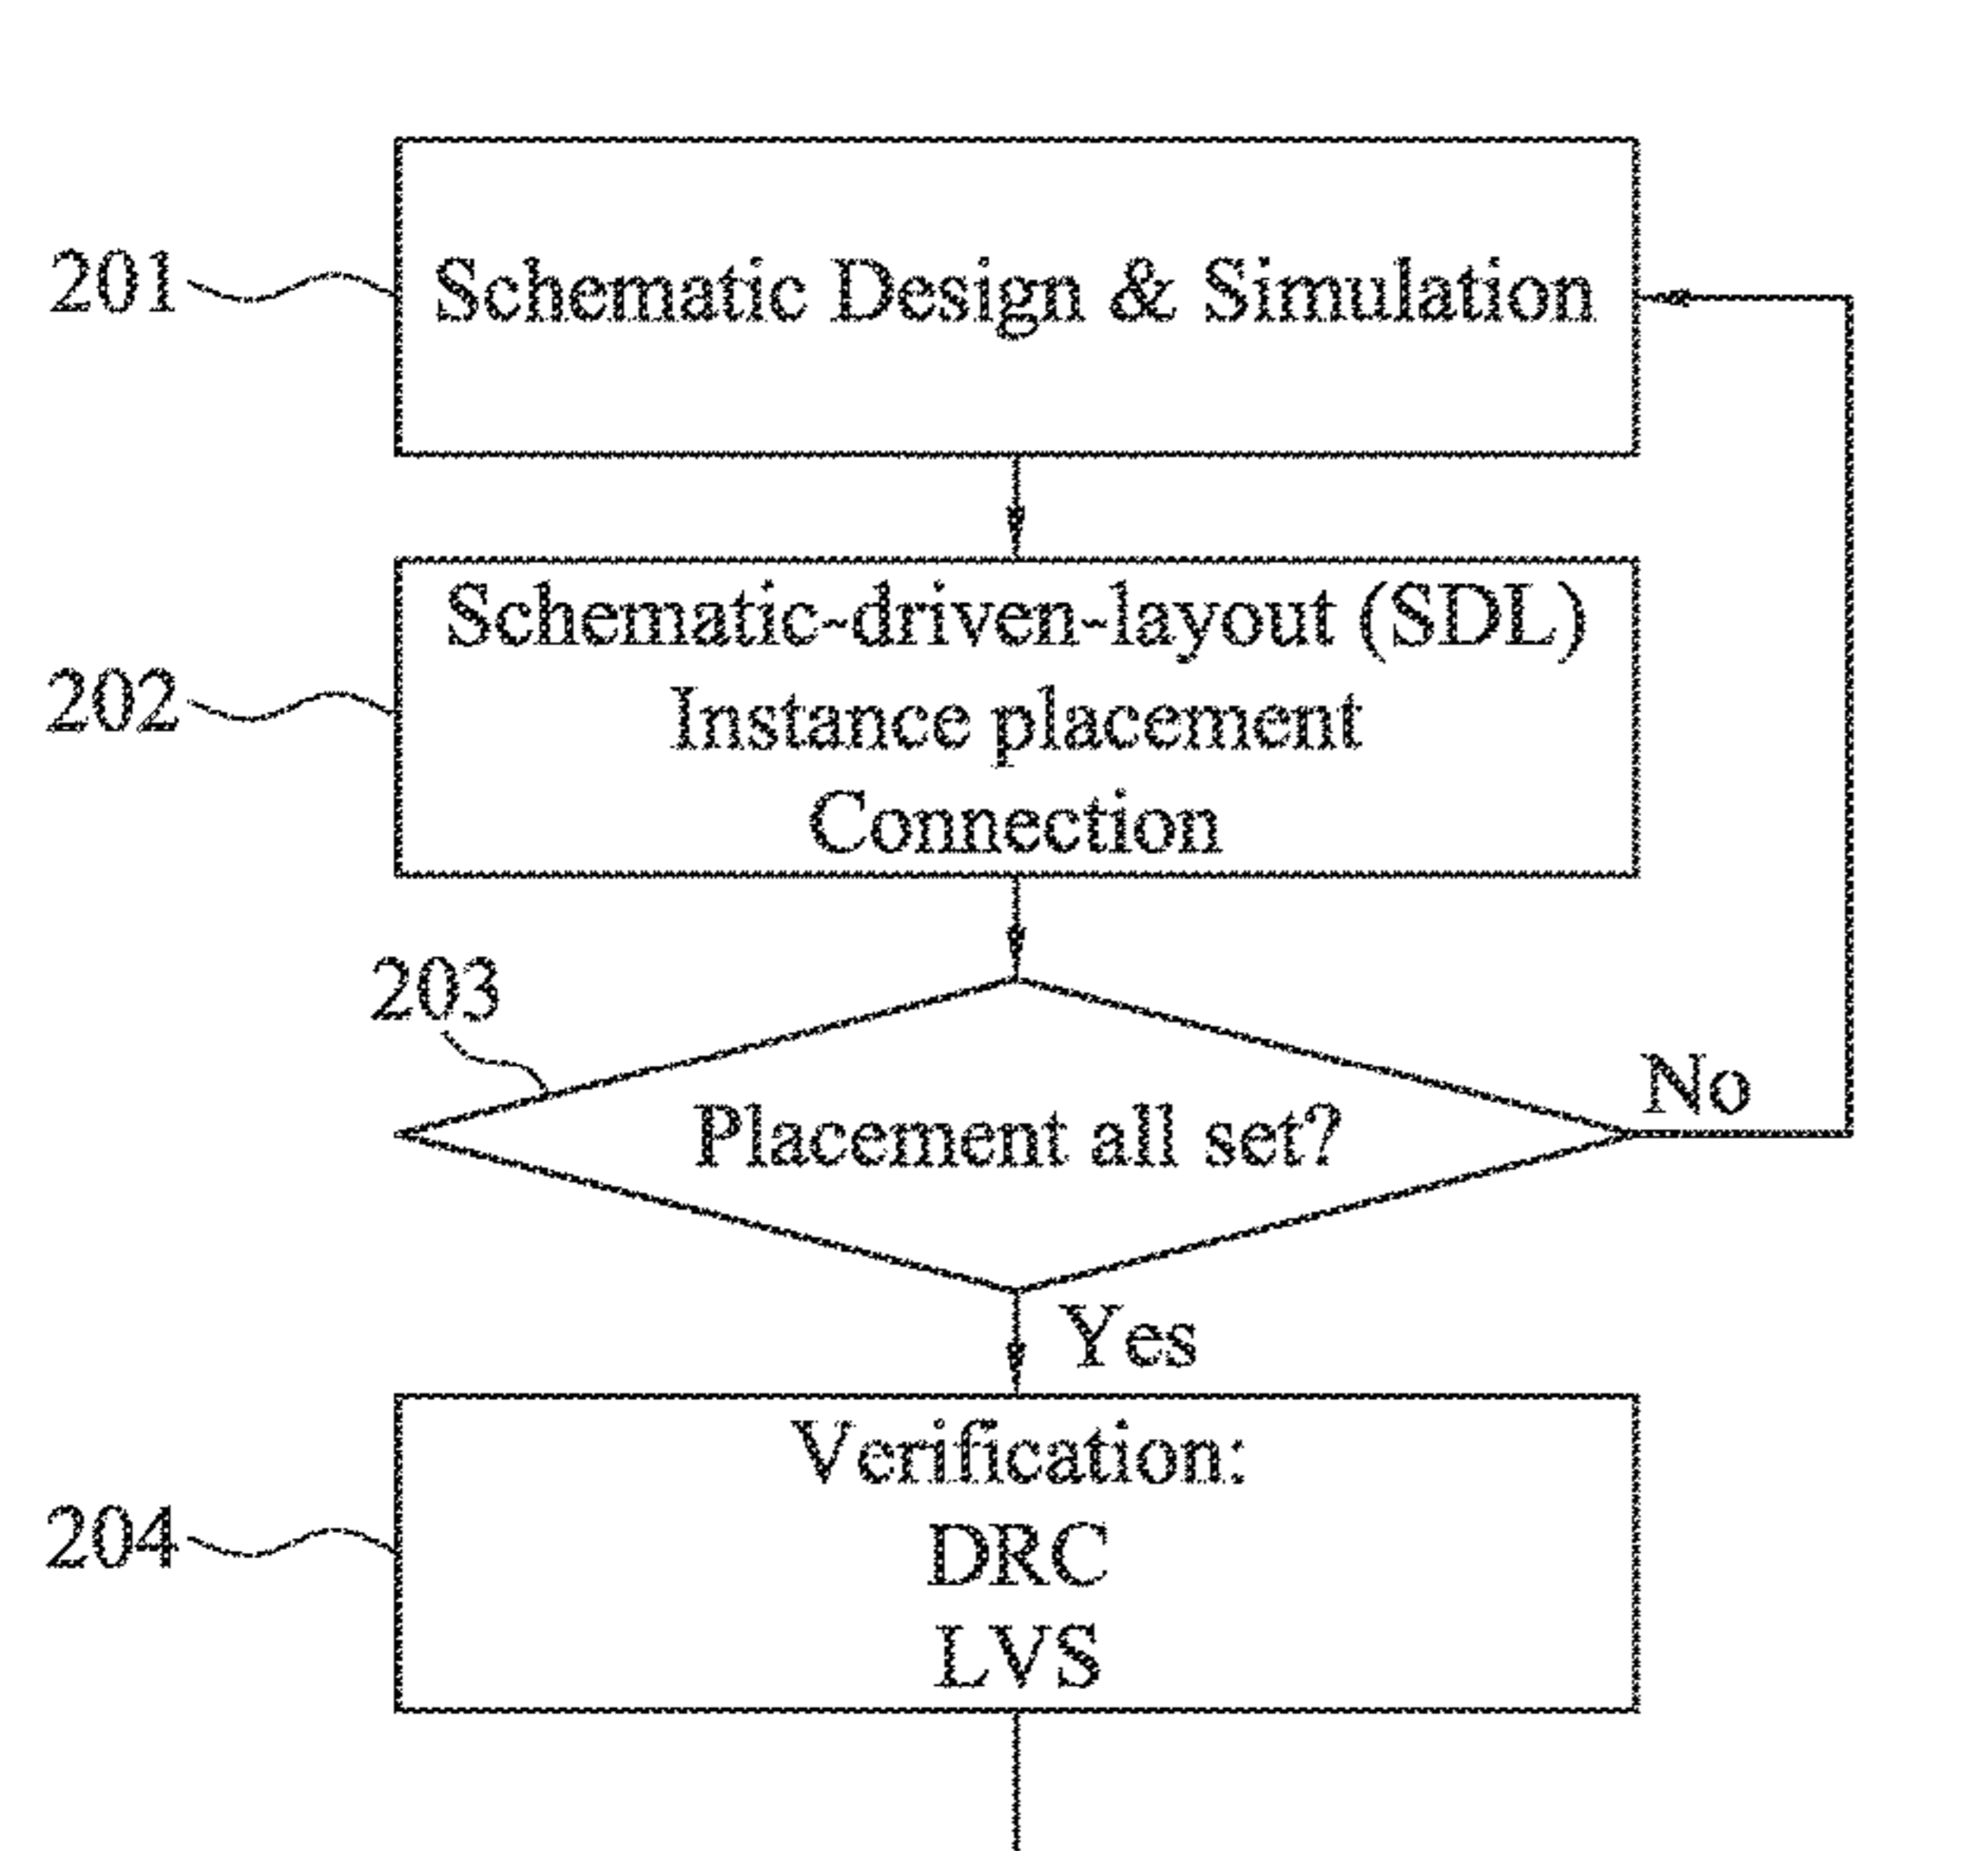 201
Schematic Design & Simulation
202
Schematic-driven-layout (SDL)
Instance placement
Connection
203
Placement all set?
No
Yes
204
Verification:
DRC
LVS